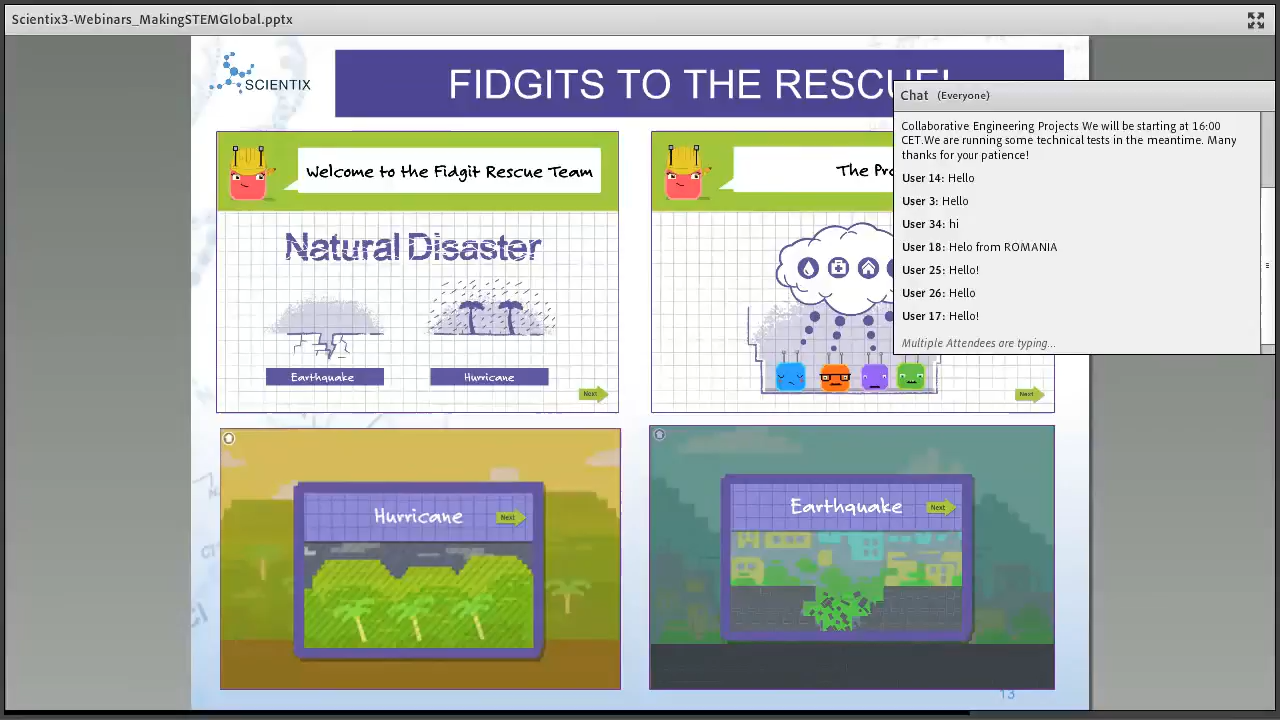 Scientix3-Webinars_MakingSTEMGlobal.pptx
SCIENTIX
FIDGITS TO THE RESCUE!
Chat (Everyone)
Collaborative Engineering Projects We will be starting at 16:00
CET.We are running some technical tests in the meantime. Many
thanks for your patience!
User 14: Hello
User 3: Hello
User 34: hi
User 18: Helo from ROMANIA
User 25: Hello!
User 26: Hello
User 17: Hello!
Multiple Attendees are typing...
Welcome to the Fidgit Rescue Team
Natural Disaster
Earthquake
Hurricane
Next
The
Next
Hurricane
Next
Earthquake
Next
13